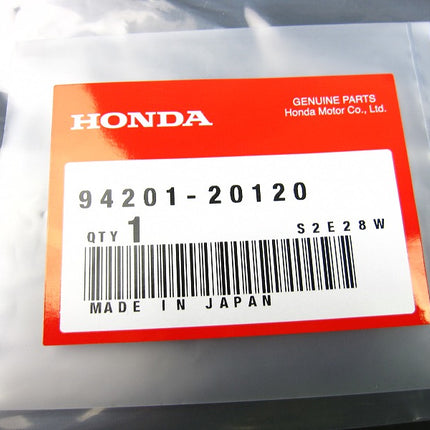 HONDA
GENUINE PARTS
Honda Motor Co., Ltd.
94201-20120
QTY 1 S2E28W
MADE IN JAPAN